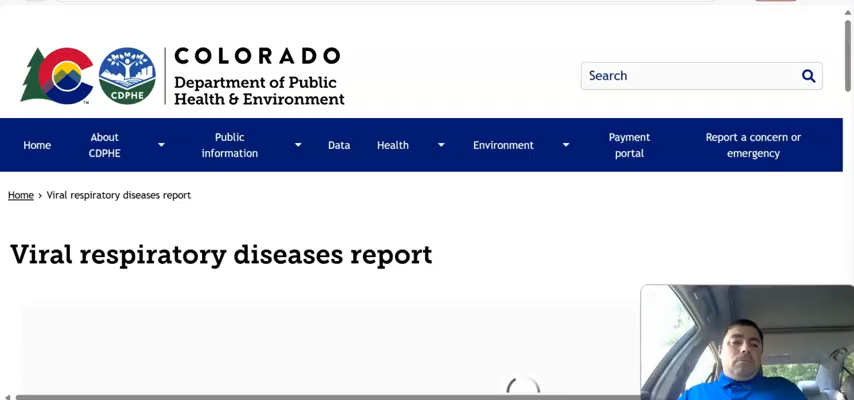 COLORADO
Department of Public
Health & Environment
CDPHE
TM
Search
Home
About
CDPHE
Public
information
Data
Health
Environment
Payment
portal
Report a concern or
emergency
Home › Viral respiratory diseases report
Viral respiratory diseases report